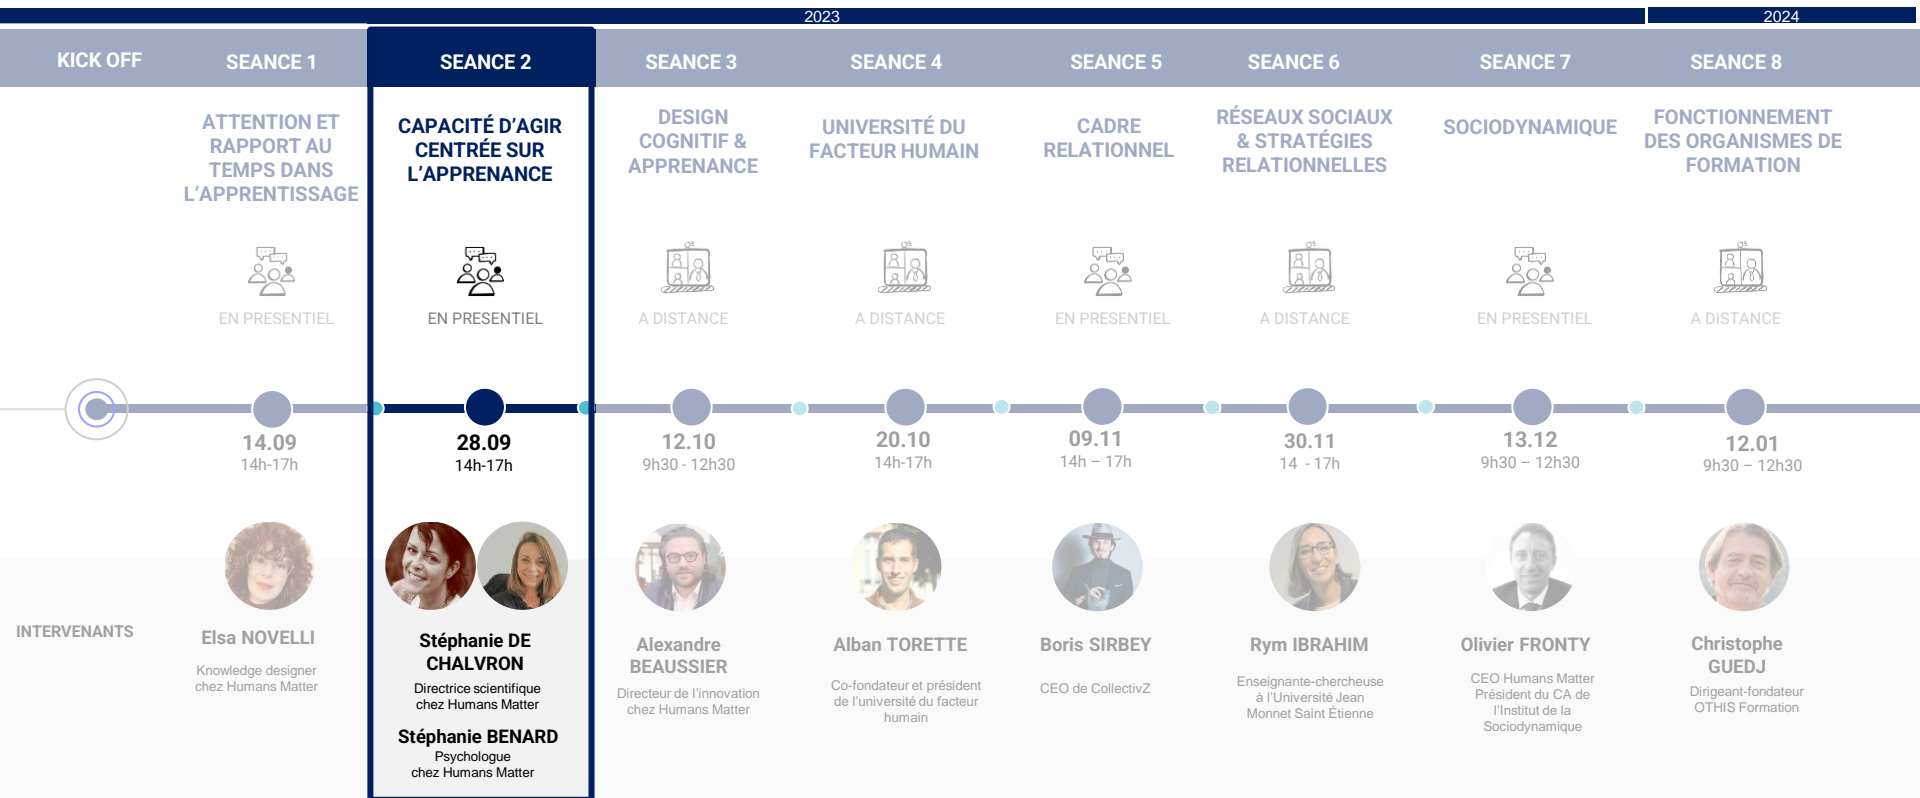 2023
2024
KICK OFF
SEANCE 1
SEANCE 2
SEANCE 3
SEANCE 4
SEANCE 5
SEANCE 6
SEANCE 7
SEANCE 8
ATTENTION ET
RAPPORT AU
TEMPS DANS
L’APPRENTISSAGE
CAPACITÉ D’AGIR
CENTRÉE SUR
L’APPRENANCE
DESIGN
COGNITIF &
APPRENANCE
UNIVERSITÉ DU
FACTEUR HUMAIN
CADRE
RELATIONNEL
RÉSEAUX SOCIAUX
& STRATÉGIES
RELATIONNELLES
SOCIODYNAMIQUE
FONCTIONNEMENT
DES ORGANISMES DE
FORMATION
EN PRESENTIEL
EN PRESENTIEL
A DISTANCE
A DISTANCE
EN PRESENTIEL
A DISTANCE
EN PRESENTIEL
A DISTANCE
14.09
14h-17h
28.09
14h-17h
12.10
9h30 - 12h30
20.10
14h-17h
09.11
14h – 17h
30.11
14 - 17h
13.12
9h30 – 12h30
12.01
9h30 – 12h30
INTERVENANTS
Elsa NOVELLI
Knowledge designer
chez Humans Matter
Stéphanie DE
CHALVRON
Directrice scientifique
chez Humans Matter
Stéphanie BENARD
Psychologue
chez Humans Matter
Alexandre
BEAUSSIER
Directeur de l’innovation
chez Humans Matter
Alban TORETTE
Co-fondateur et président
de l’université du facteur
humain
Boris SIRBEY
CEO de CollectivZ
Rym IBRAHIM
Enseignante-chercheuse
à l’Université Jean
Monnet Saint Étienne
Olivier FRONTY
CEO Humans Matter
Président du CA de
l’Institut de la
Sociodynamique
Christophe
GUEDJ
Dirigeant-fondateur
OTHIS Formation